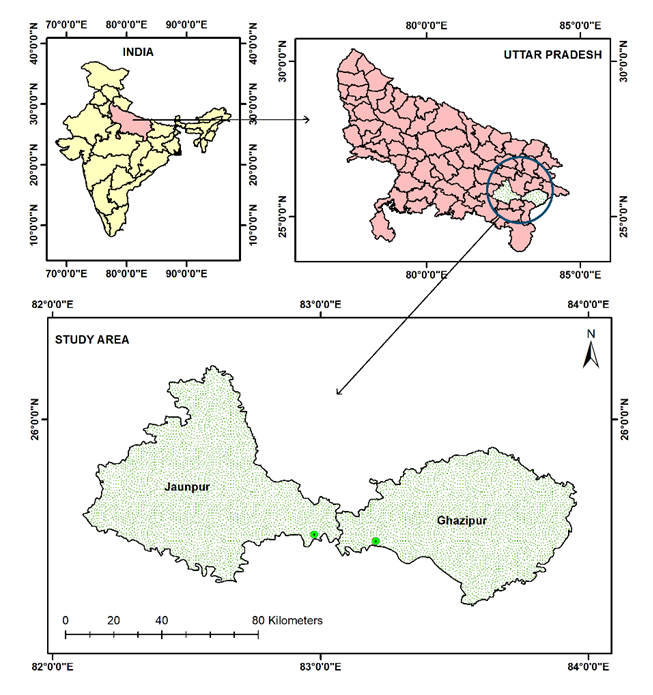 70°0'0"E 80°0'0"E 90°0'0"E
INDIA
40°0'0"N
30°0'0"N
20°0'0"N
10°0'0"N
40°0'0"N
30°0'0"N
20°0'0"N
10°0'0"N
70°0'0"E 80°0'0"E 90°0'0"E
80°0'0"E 85°0'0"E
UTTAR PRADESH
30°0'0"N
25°0'0"N
30°0'0"N
25°0'0"N
80°0'0"E 85°0'0"E
82°0'0"E 83°0'0"E 84°0'0"E
STUDY AREA
N
26°0'0"N
26°0'0"N
Jaunpur
Ghazipur
0 20 40 80 Kilometers
82°0'0"E 83°0'0"E 84°0'0"E